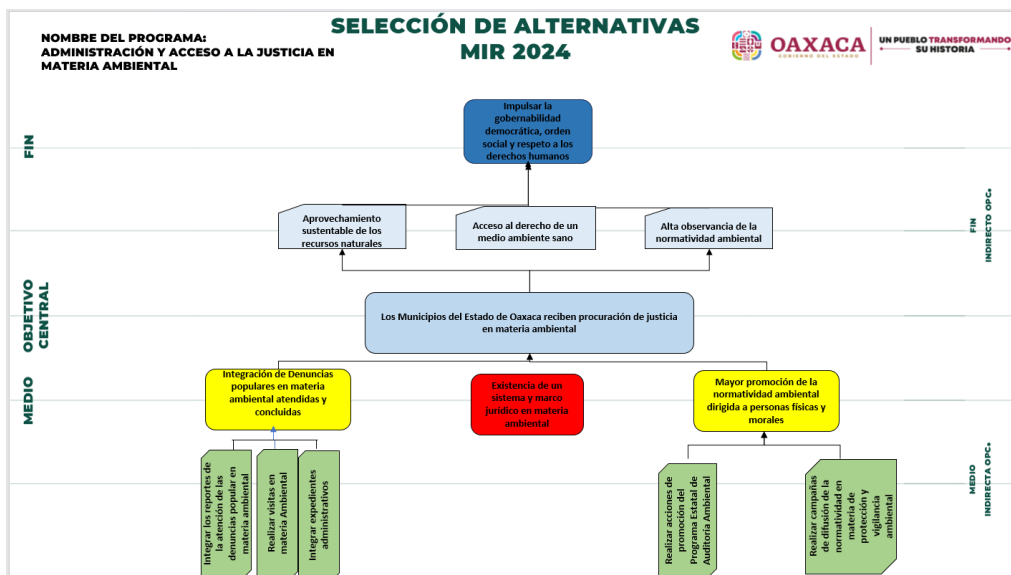 SELECCIÓN DE ALTERNATIVAS
MIR 2024
NOMBRE DEL PROGRAMA:
ADMINISTRACIÓN Y ACCESO A LA JUSTICIA EN
MATERIA AMBIENTAL
OAXACA
GOBIERNO DEL ESTADO
UN PUEBLO TRANSFORMANDO
SU HISTORIA
FIN
Impulsar la
gobernabilidad
democrática, orden
social y respeto a los
derechos humanos
FIN
INDIRECTO OPC*
Aprovechamiento
sustentable de los
recursos naturales
Acceso al derecho de un
medio ambiente sano
Alta observancia de la
normatividad ambiental
OBJETIVO
CENTRAL
Los Municipios del Estado de Oaxaca reciben procuración de justicia
en materia ambiental
MEDIO
Integración de Denuncias
populares en materia
ambiental atendidas y
concluidas
Existencia de un
sistema y marco
jurídico en materia
ambiental
Mayor promoción de la
normatividad ambiental
dirigida a personas físicas y
morales
MEDIO
INDIRECTA OPC*
Integrar los reportes de
la atención de las
denuncias popular en
materia ambiental
Realizar visitas en
materia Ambiental
Integrar expedientes
administrativos
Realizar acciones de
promoción del
Programa Estatal de
Auditoría Ambiental
Realizar campañas
de difusión de la
normatividad en
materia de
protección y
vigilancia
ambiental